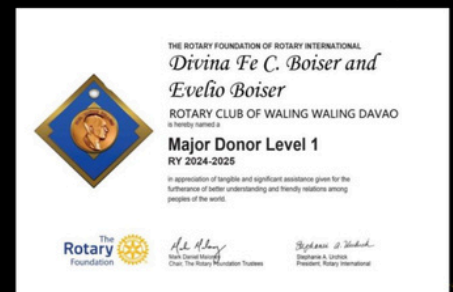 THE ROTARY FOUNDATION OF ROTARY INTERNATIONAL
Divina Fe C. Boiser and
Evelio Boiser
ROTARY CLUB OF WALING WALING DAVAO
is hereby named a
Major Donor Level 1
RY 2024-2025
in appreciation of tangible and significant assistance given for the
furtherance of better understanding and friendly relations among
peoples of the world.
The
Rotary
Foundation
Mark Daniel Maloney
Chair, The Rotary Foundation Trustees
Stephanie A. Urchick
President, Rotary International